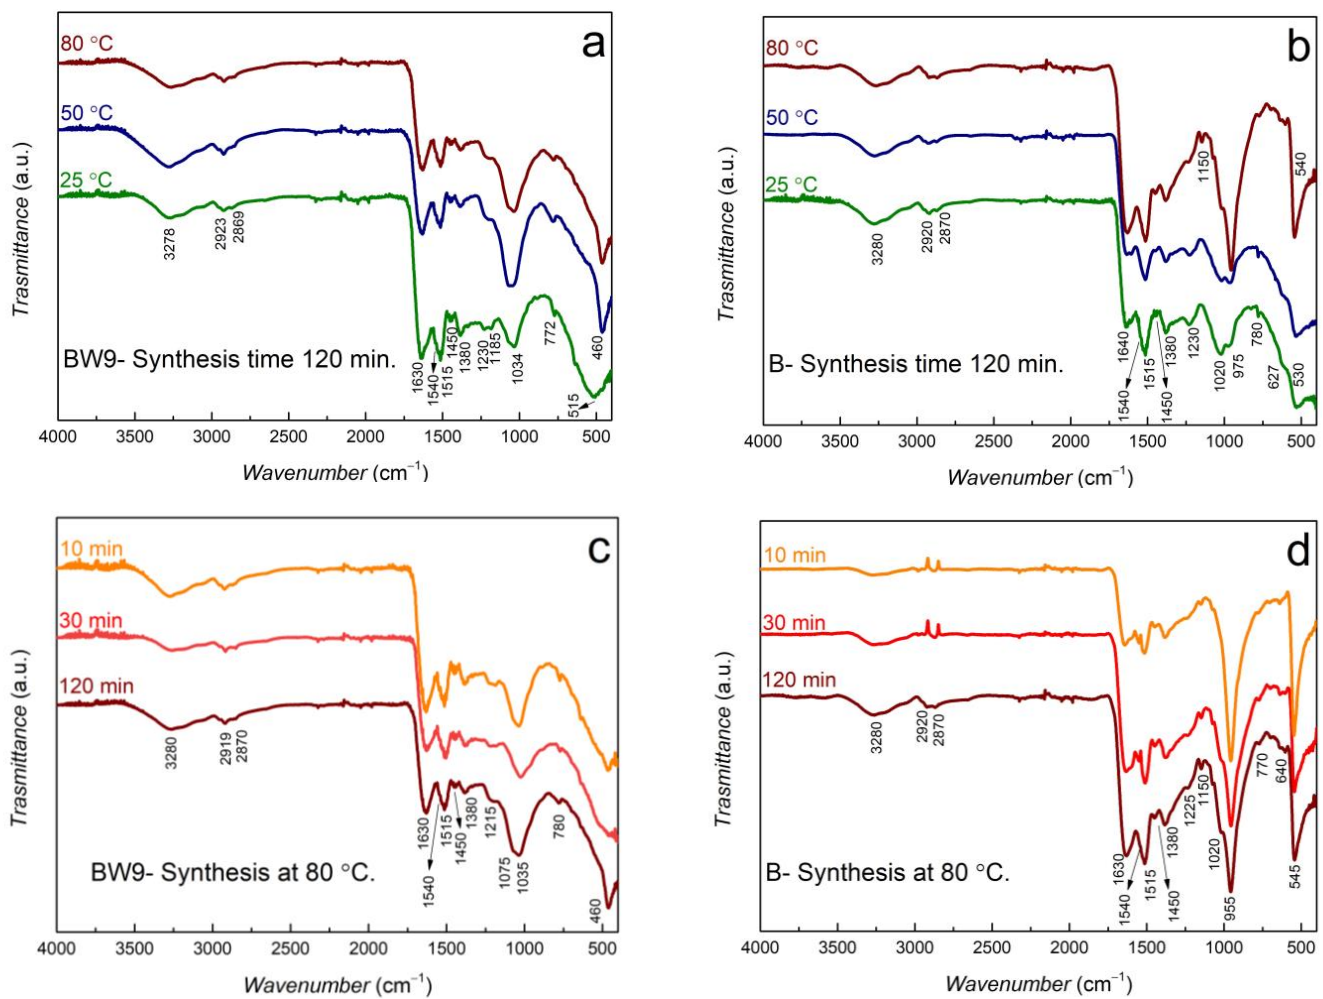 a
80 °C
50 °C
25 °C
3278
2923
2889
1630
1540
1515
1450
1380
1230
1185
1034
772
515
460
BW9- Synthesis time 120 min.
4000 3500 3000 2500 2000 1500 1000 500
Wavenumber (cm⁻¹)
Trasmittance (a.u.)
b
80 °C
50 °C
25 °C
3280
2920
2870
1640
1540
1515
1450
1380
1230
1150
1020
975
780
627
530
540
B- Synthesis time 120 min.
4000 3500 3000 2500 2000 1500 1000 500
Wavenumber (cm⁻¹)
Trasmittance (a.u.)
c
10 min
30 min
120 min
3280
2919
2870
1630
1540
1515
1450
1380
1215
1075
1035
780
460
BW9- Synthesis at 80 °C.
4000 3500 3000 2500 2000 1500 1000 500
Wavenumber (cm⁻¹)
Trasmittance (a.u.)
d
10 min
30 min
120 min
3280
2920
2870
1630
1540
1515
1450
1380
1225
1150
1020
955
770
640
545
B- Synthesis at 80 °C.
4000 3500 3000 2500 2000 1500 1000 500
Wavenumber (cm⁻¹)
Trasmittance (a.u.)